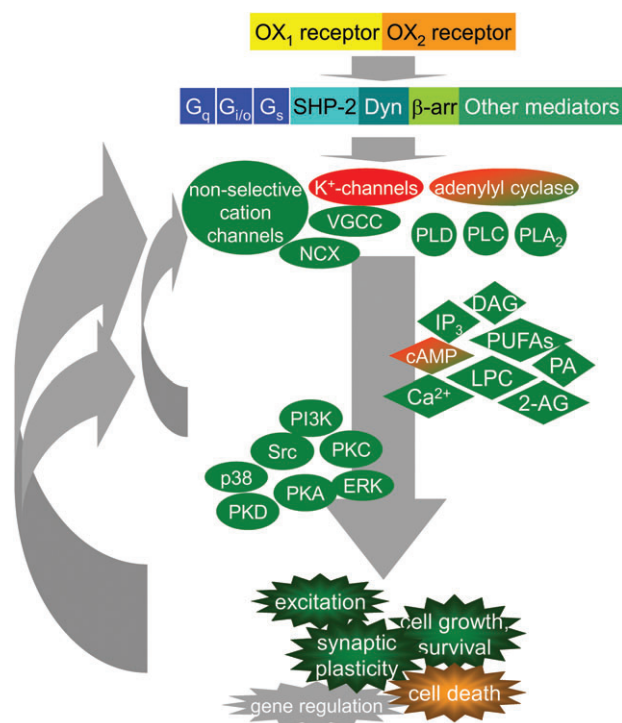 OX₁ receptor OX₂ receptor
Gq Gi/o Gs SHP-2 Dyn β-arr Other mediators
non-selective
cation
channels
K⁺-channels
adenylyl cyclase
VGCC
NCX
PLD PLC PLA₂
DAG
IP₃
PUFAs
cAMP
PA
LPC
Ca²⁺
2-AG
PI3K
Src
PKC
p38
PKA
ERK
PKD
excitation
cell growth,
survival
synaptic
plasticity
cell death
gene regulation